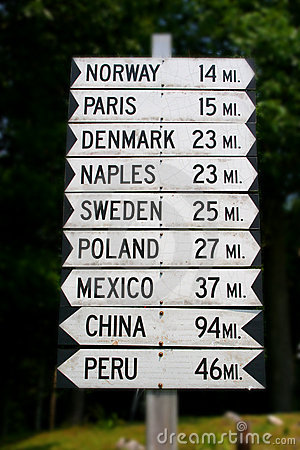 NORWAY 14 MI.
PARIS 15 MI.
DENMARK 23 MI.
NAPLES 23 MI.
SWEDEN 25 MI.
POLAND 27 MI.
MEXICO 37 MI.
CHINA 94 MI.
PERU 46 MI.
dreamstime.com